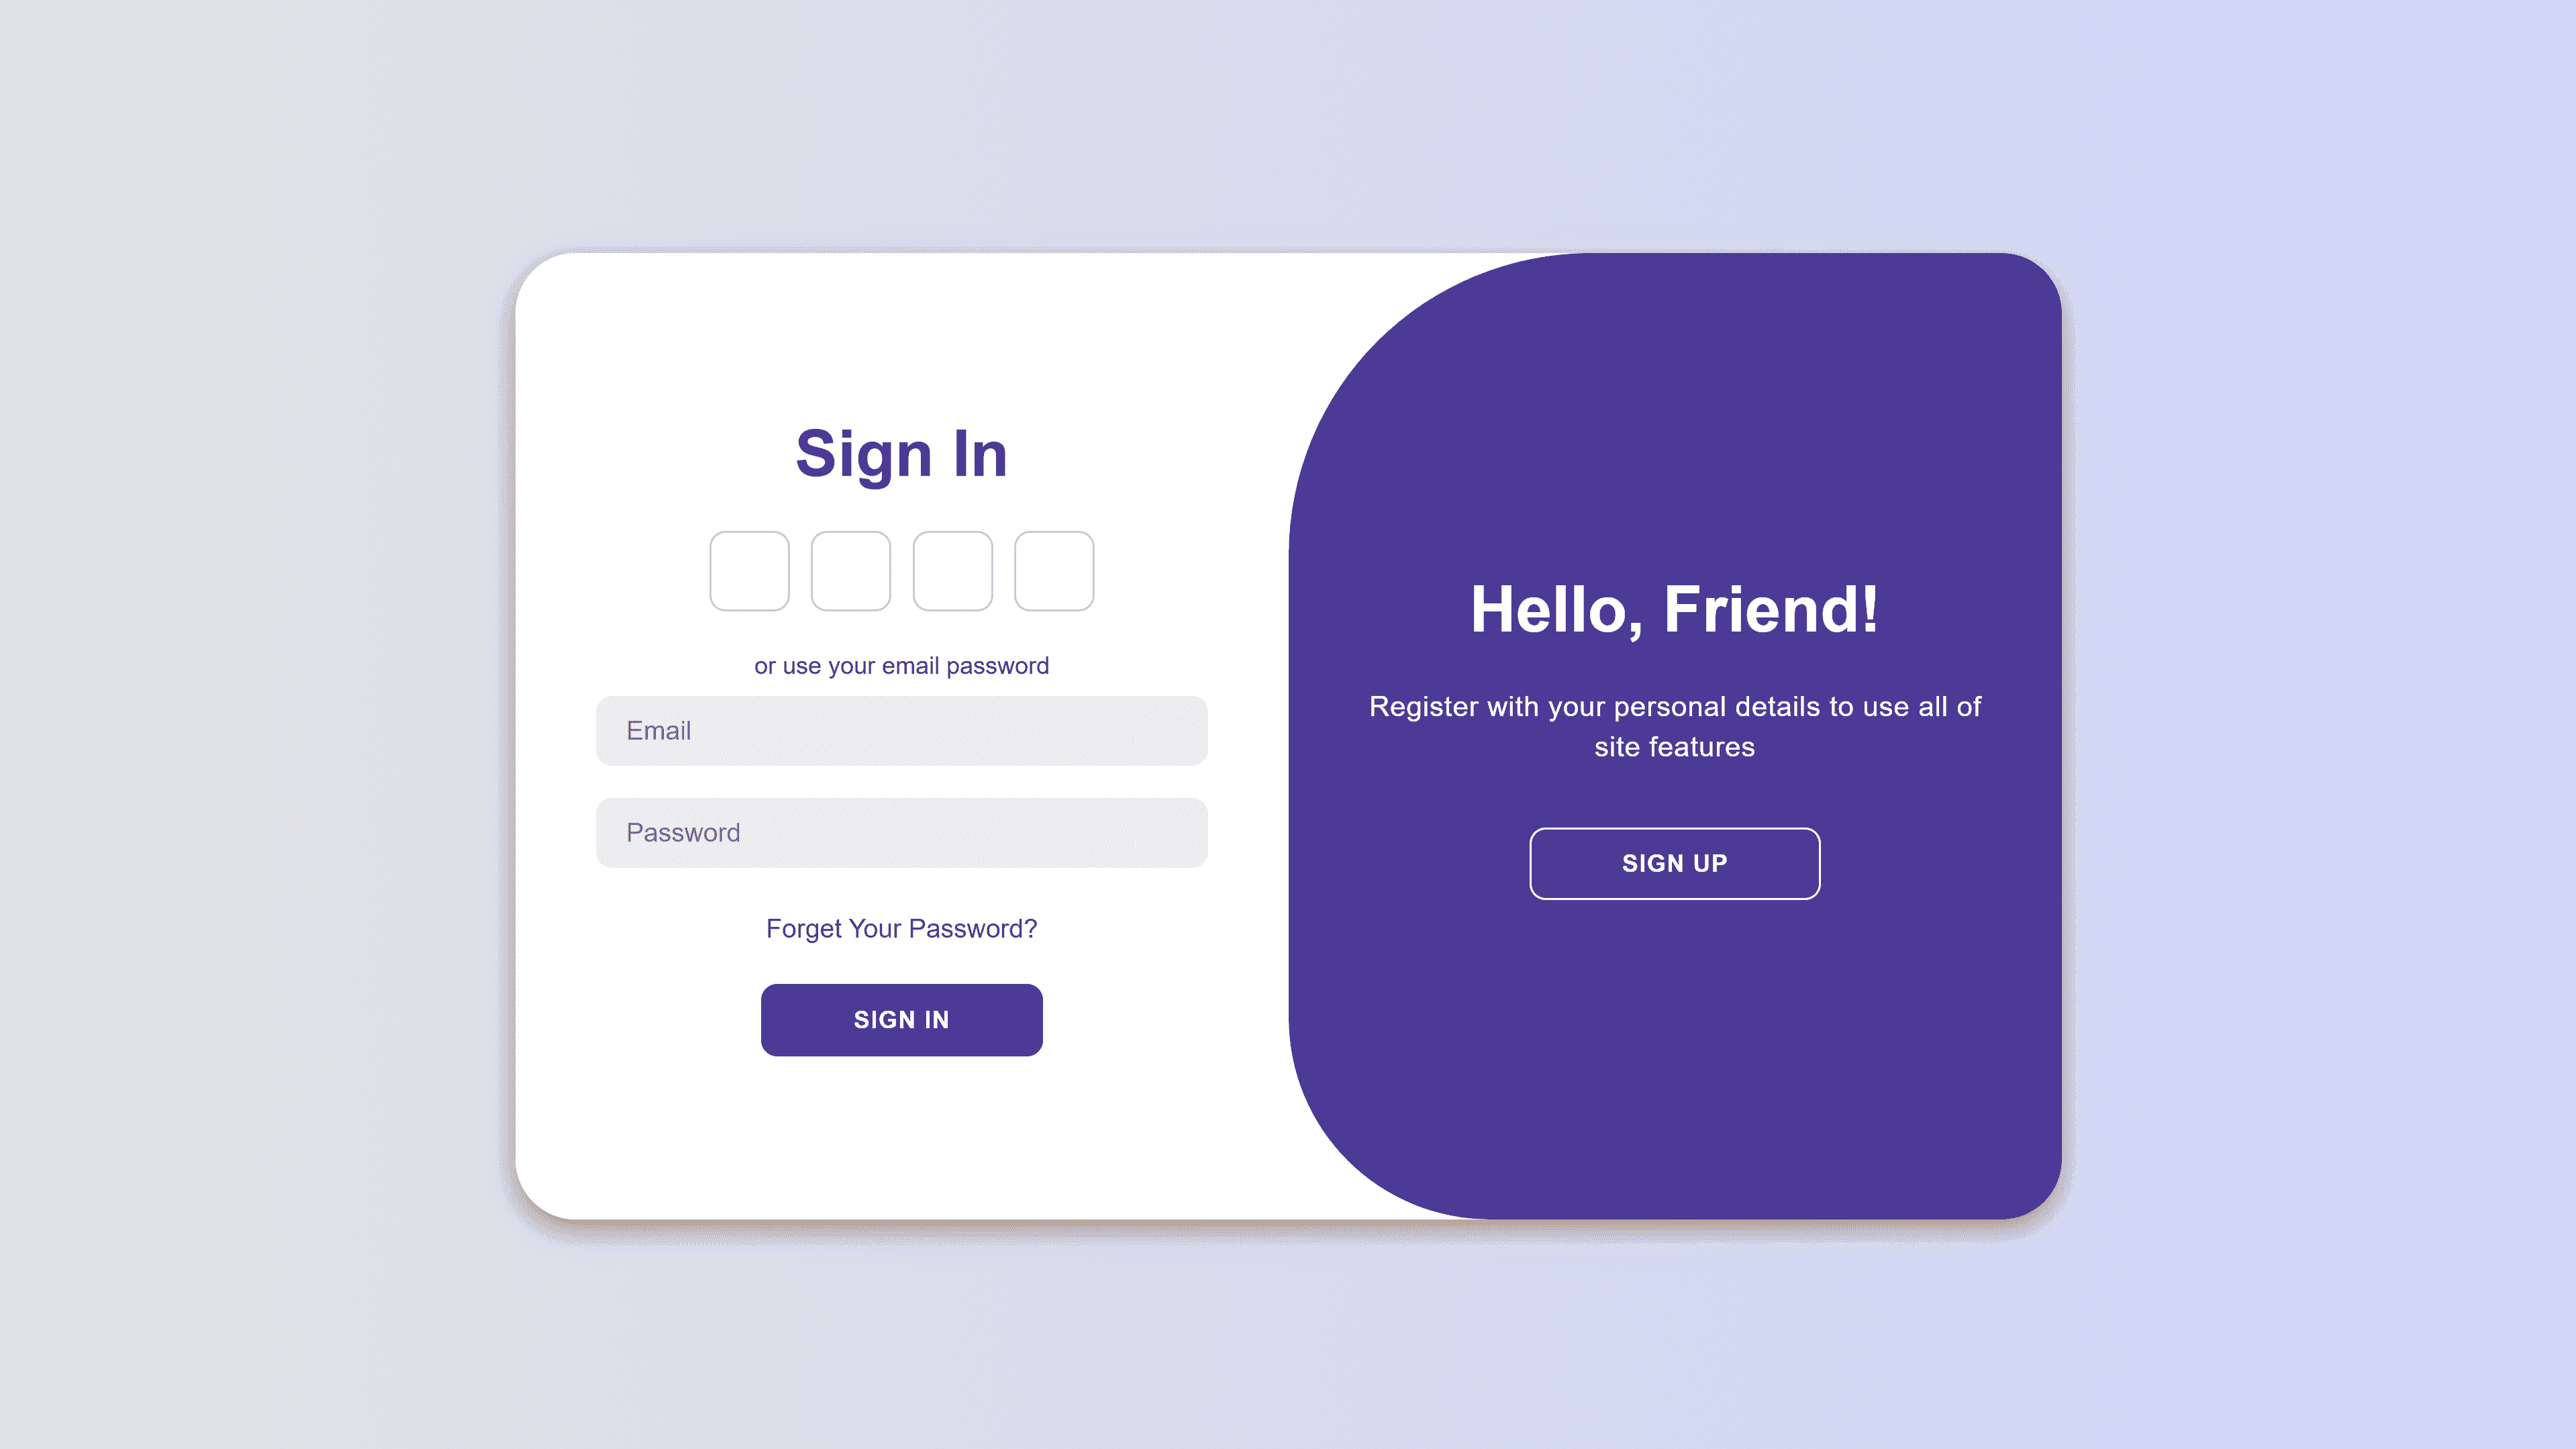 Sign In
or use your email password
Email
Password
Forget Your Password?
SIGN IN
Hello, Friend!
Register with your personal details to use all of
site features
SIGN UP